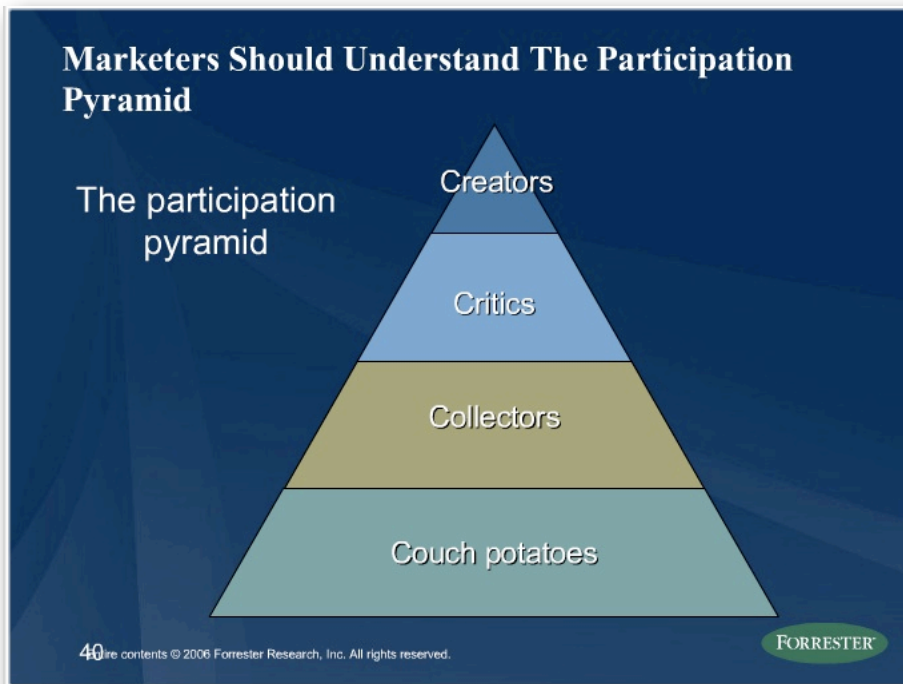 Marketers Should Understand The Participation
Pyramid
The participation
pyramid
Creators
Critics
Collectors
Couch potatoes
40
contents © 2006 Forrester Research, Inc. All rights reserved.
FORRESTER